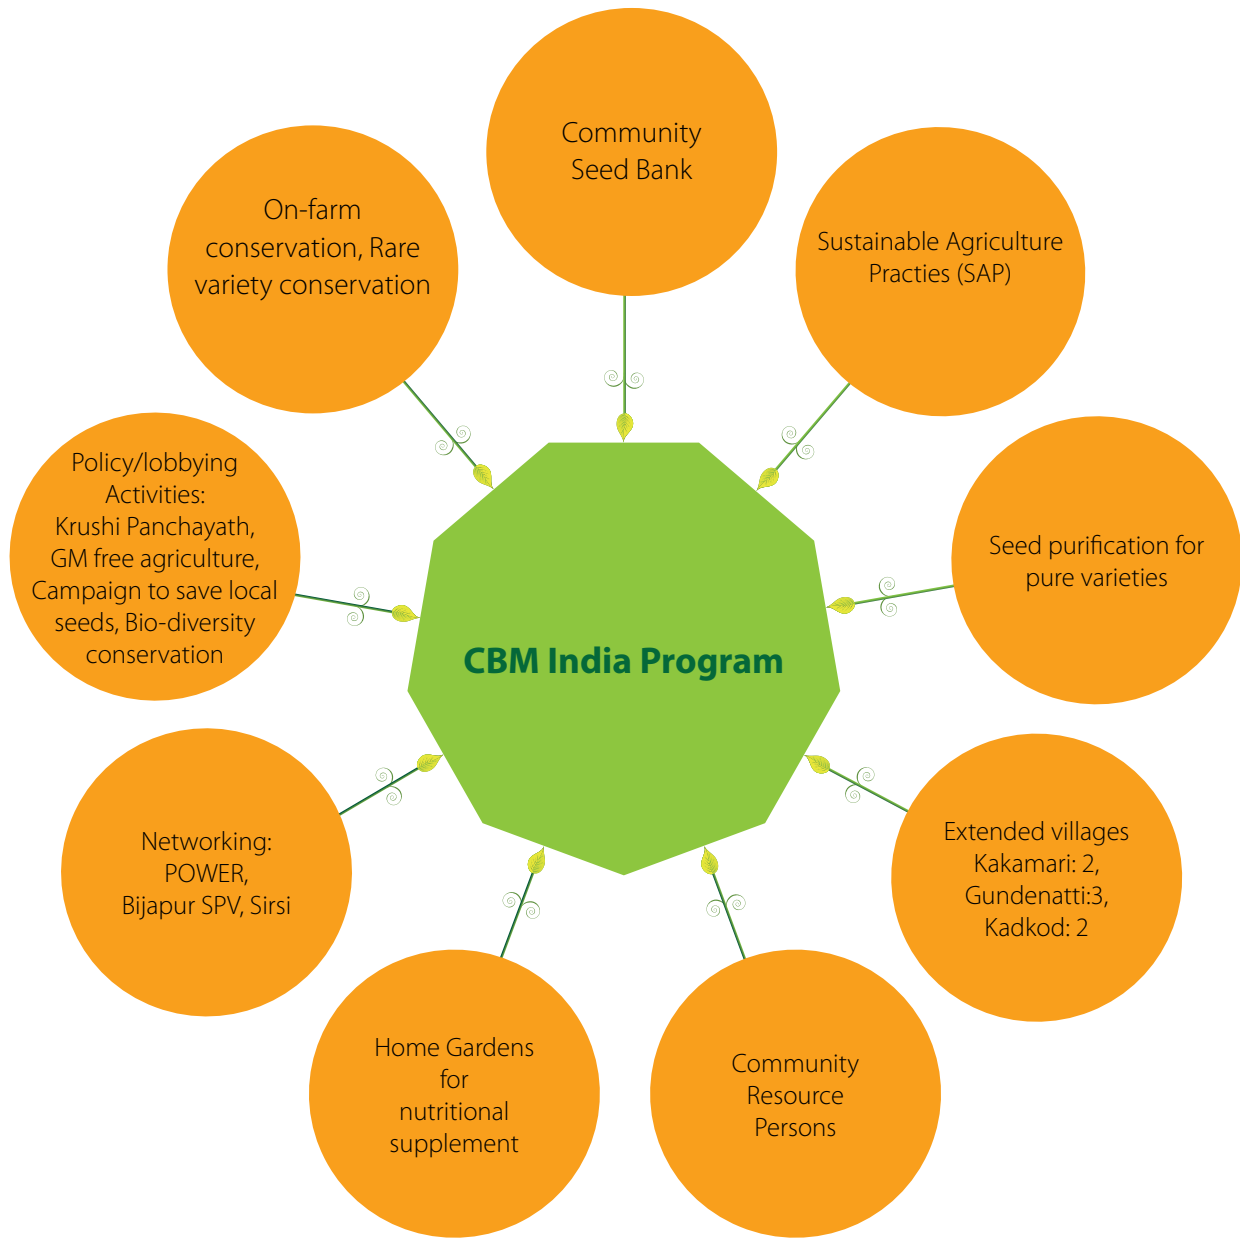 Community
Seed Bank
On-farm
conservation, Rare
variety conservation
Sustainable Agriculture
Practies (SAP)
Policy/lobbying
Activities:
Krushi Panchayath,
GM free agriculture,
Campaign to save local
seeds, Bio-diversity
conservation
Seed purification for
pure varieties
CBM India Program
Networking:
POWER,
Bijapur SPV, Sirsi
Extended villages
Kakamari: 2,
Gundenatti:3,
Kadkod: 2
Home Gardens
for
nutritional
supplement
Community
Resource
Persons